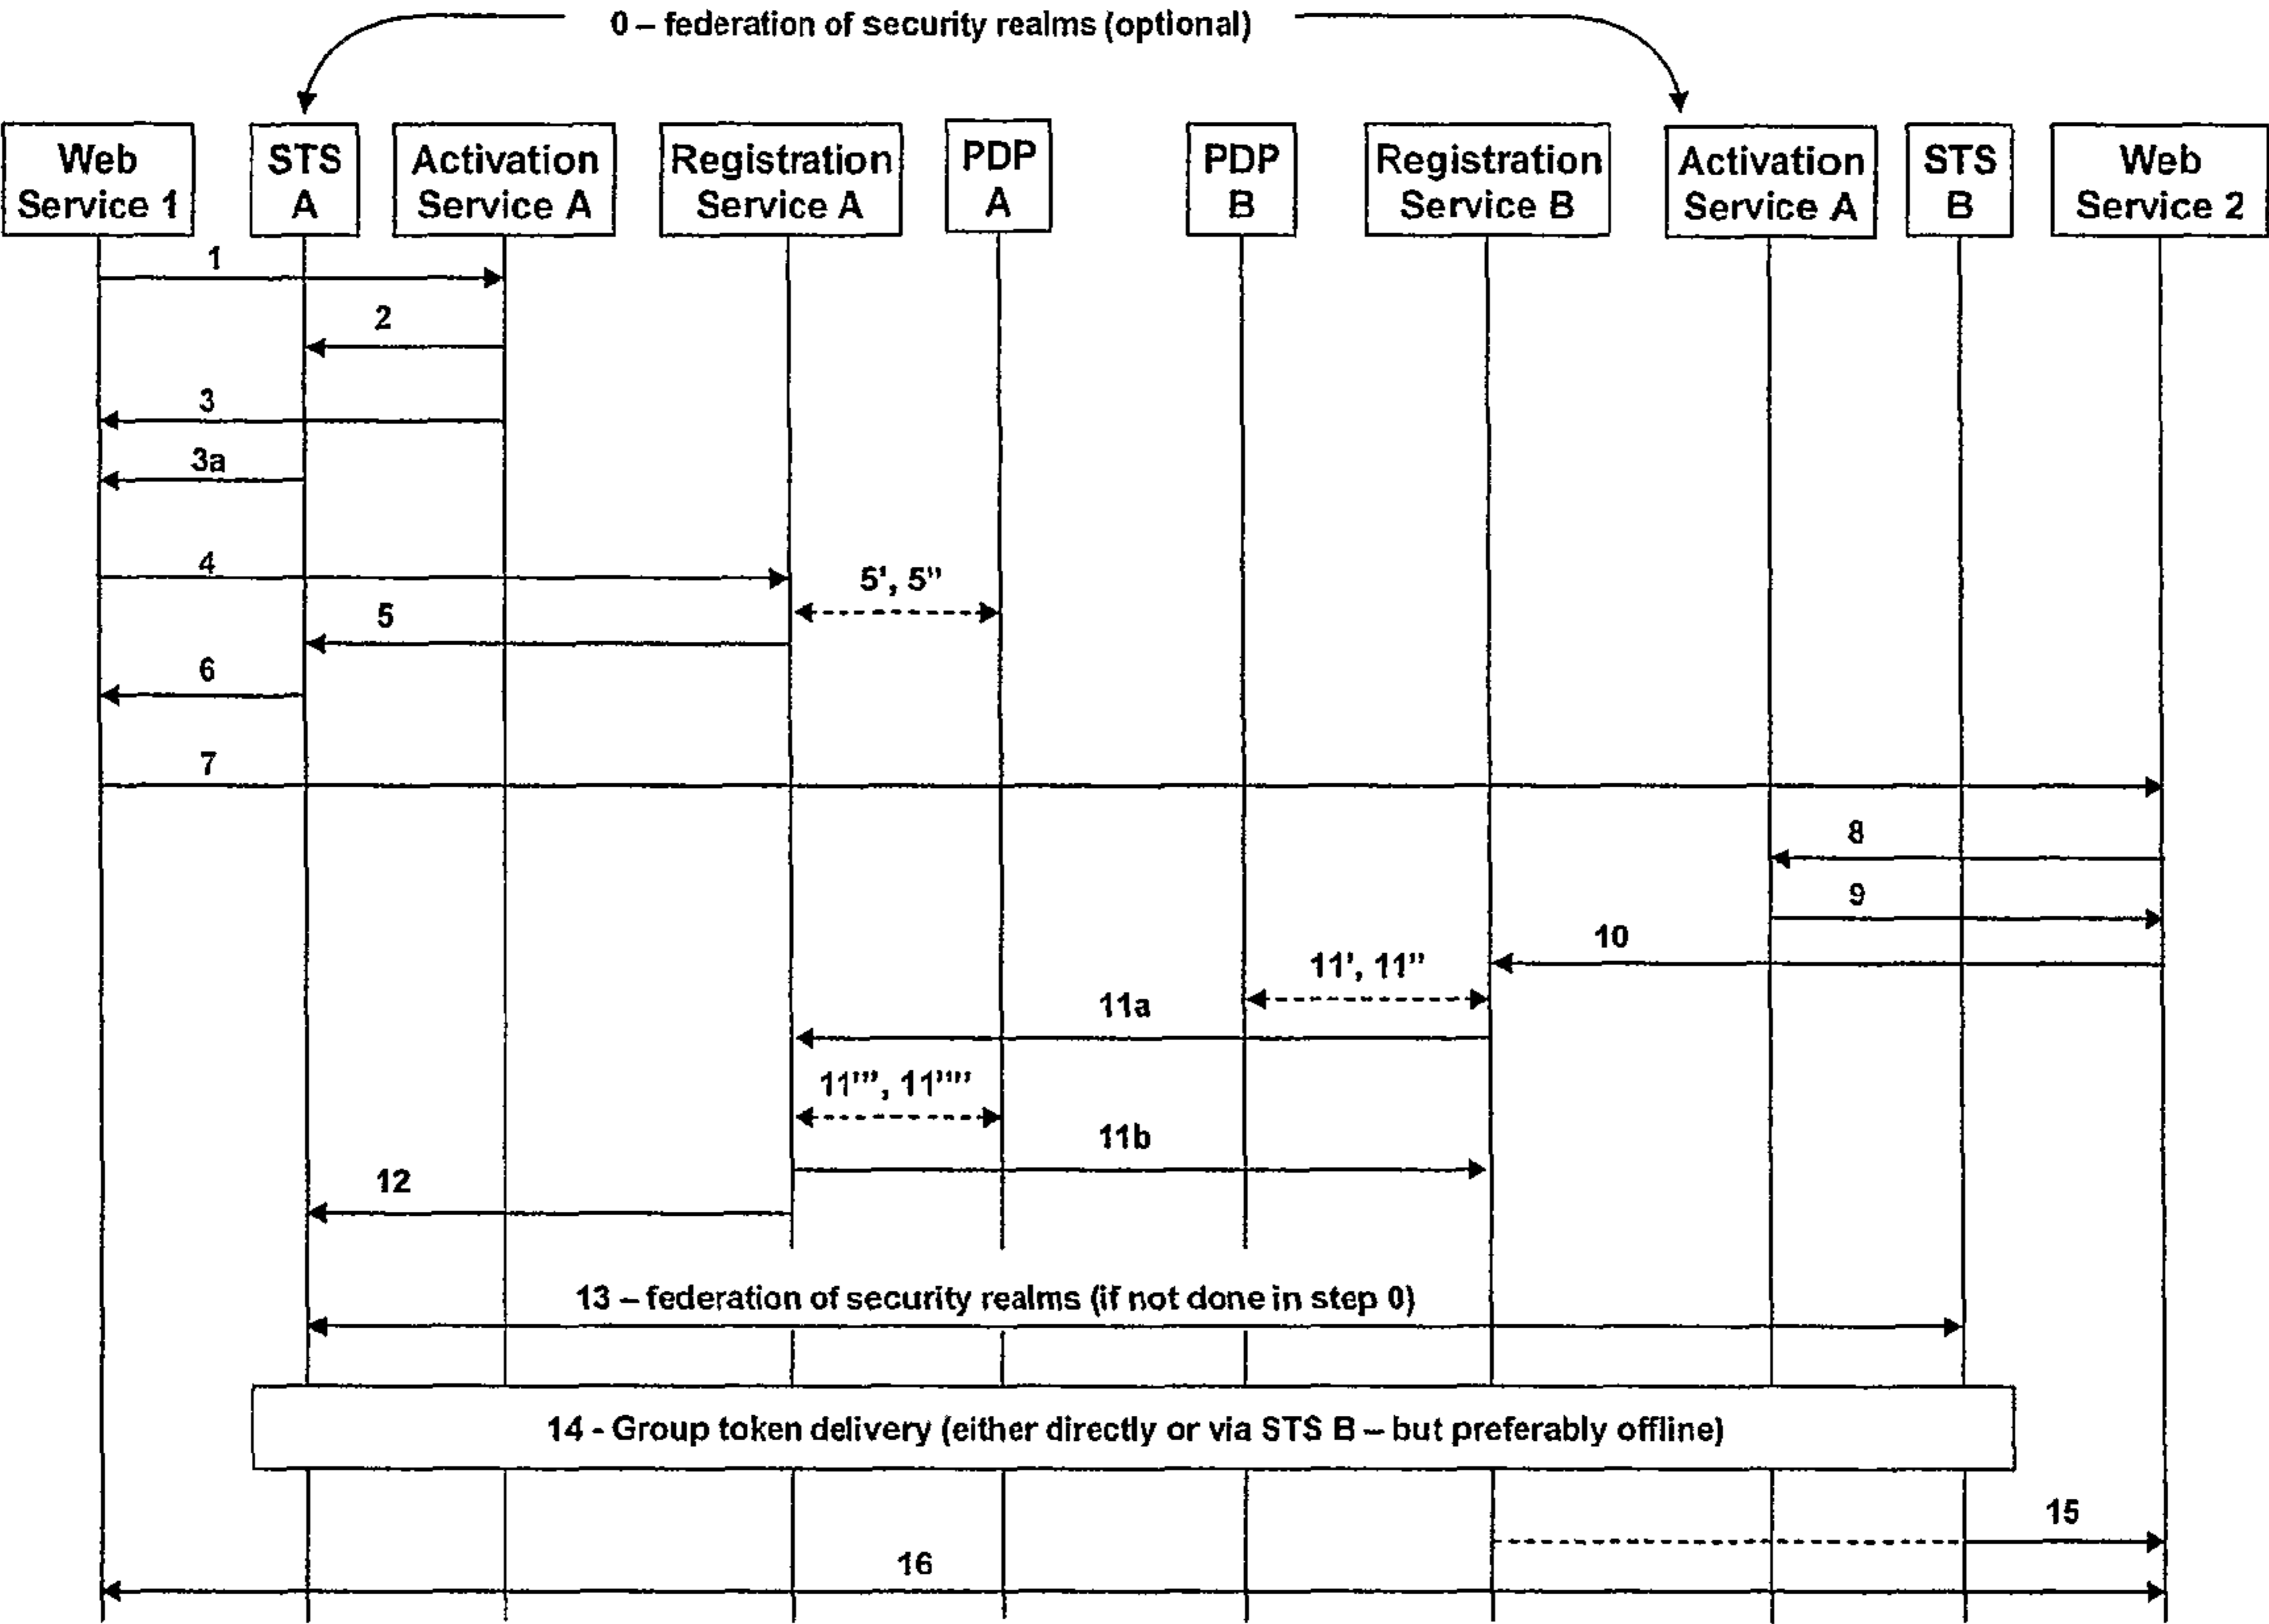 0 – federation of security realms (optional)
Web
Service 1
STS
A
Activation
Service A
Registration
Service A
PDP
A
PDP
B
Registration
Service B
Activation
Service A
STS
B
Web
Service 2
1
2
3
3a
4
5', 5"
5
6
7
8
9
10
11', 11"
11a
11''', 11''''
11b
12
13 – federation of security realms (if not done in step 0)
14 - Group token delivery (either directly or via STS B – but preferably offline)
15
16